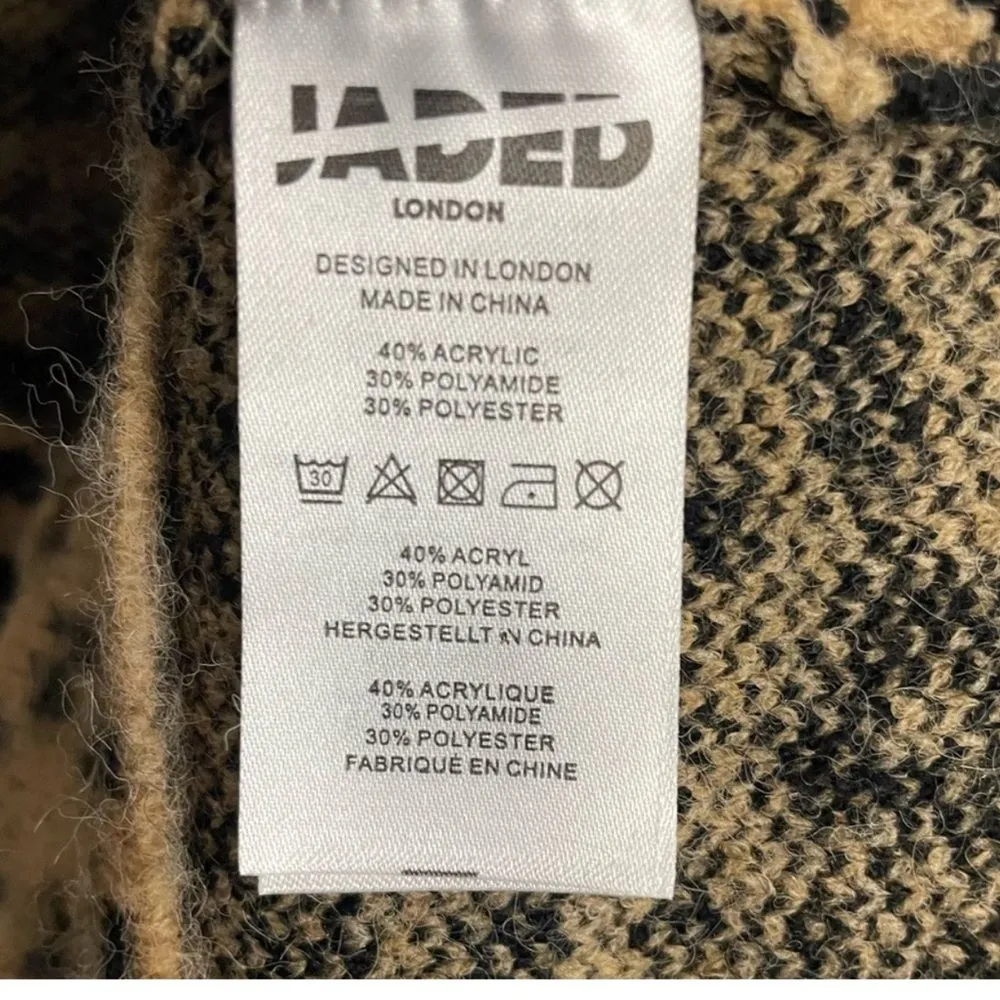 JADED
LONDON
DESIGNED IN LONDON
MADE IN CHINA
40% ACRYLIC
30% POLYAMIDE
30% POLYESTER
30
40% ACRYL
30% POLYAMID
30% POLYESTER
HERGESTELLT IN CHINA
40% ACRYLIQUE
30% POLYAMIDE
30% POLYESTER
FABRIQUÉ EN CHINE